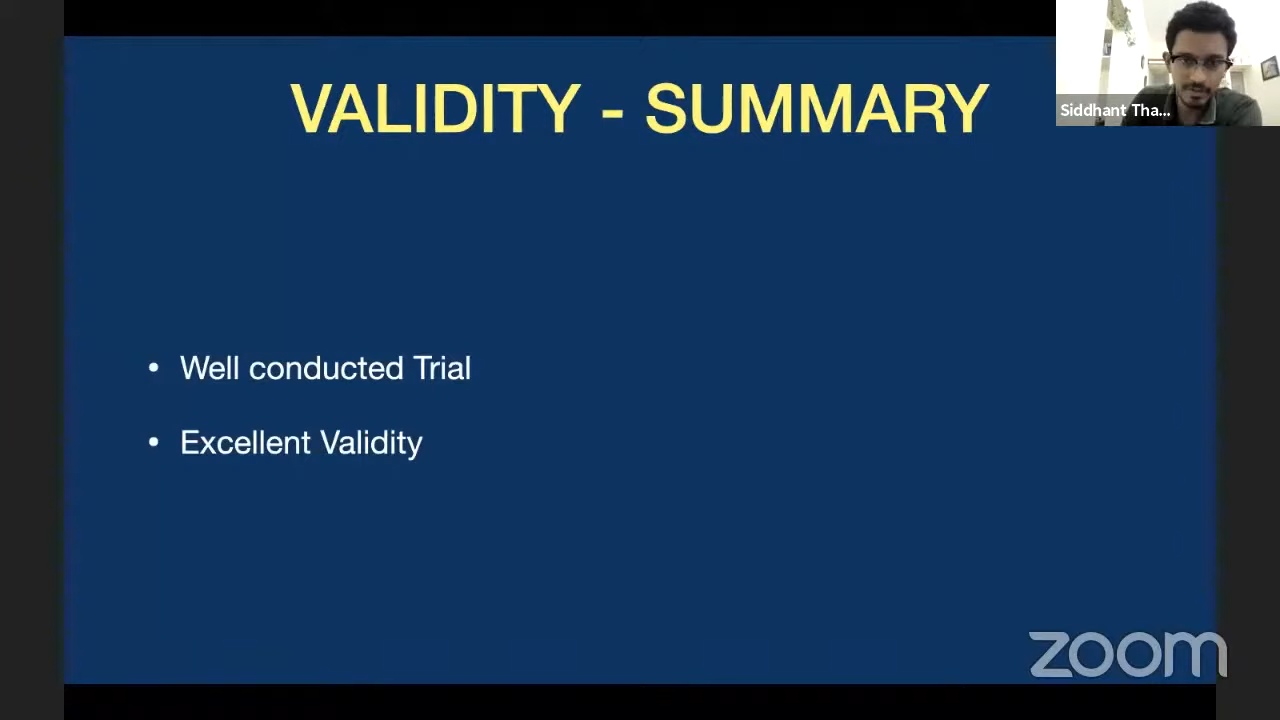 VALIDITY - SUMMARY
Siddhant Tha...
• Well conducted Trial
• Excellent Validity
zoom